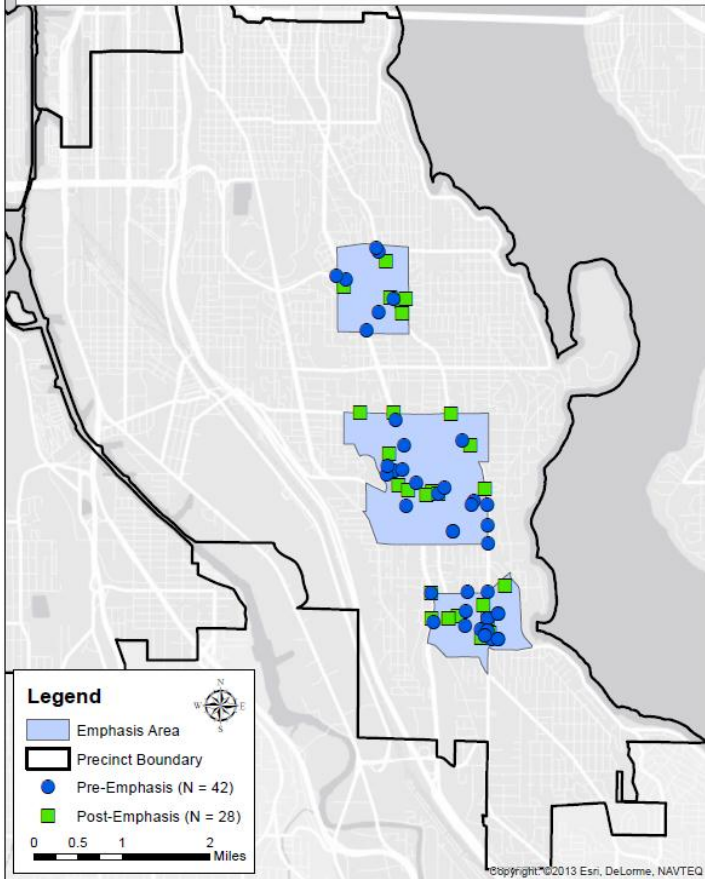 Legend
N
W E
S
Emphasis Area
Precinct Boundary
Pre-Emphasis (N = 42)
Post-Emphasis (N = 28)
0 0.5 1 2
Miles
Copyright: ©2013 Esri, DeLorme, NAVTEQ